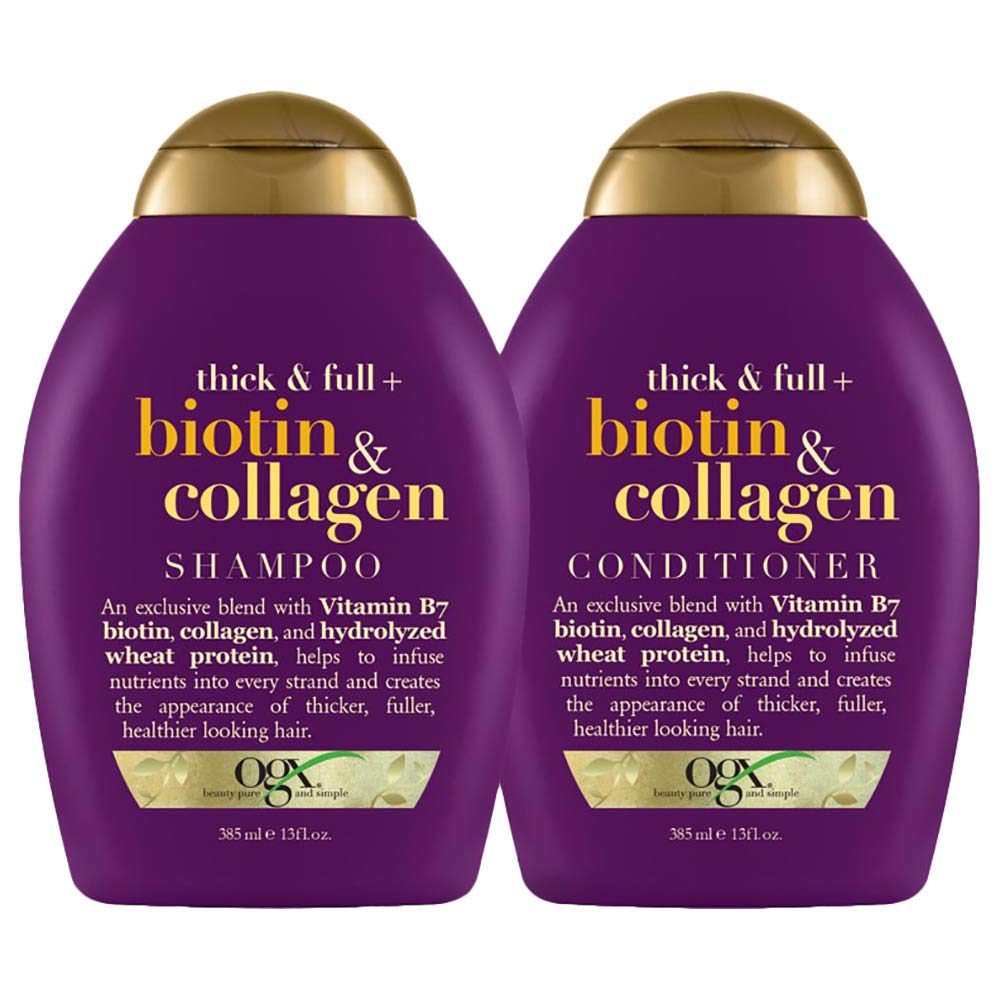 thick & full +
biotin
&
collagen
SHAMPOO
An exclusive blend with Vitamin B7
biotin, collagen, and hydrolyzed
wheat protein, helps to infuse
nutrients into every strand and creates
the appearance of thicker, fuller,
healthier looking hair.
ogx®
beauty pure and simple
385 ml e 13fl.oz.
thick & full +
biotin
&
collagen
CONDITIONER
An exclusive blend with Vitamin B7
biotin, collagen, and hydrolyzed
wheat protein, helps to infuse
nutrients into every strand and creates
the appearance of thicker, fuller,
healthier looking hair.
ogx®
beauty pure and simple
385 ml e 13fl.oz.